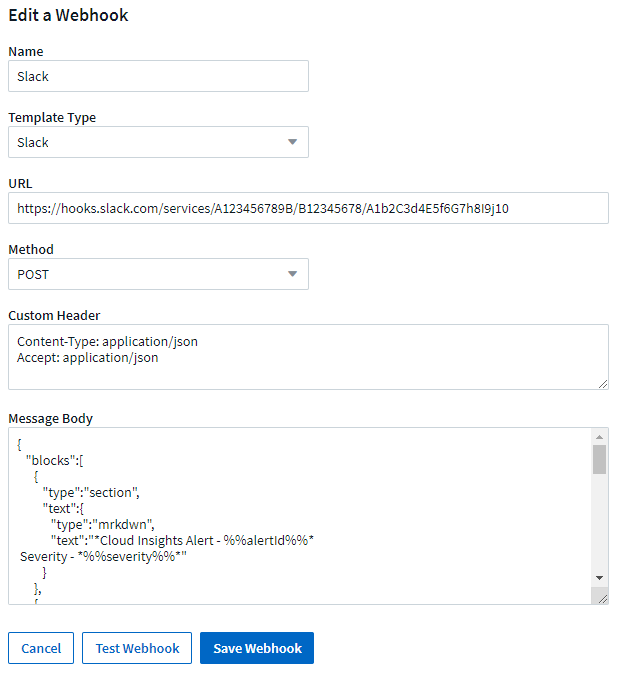 Edit a Webhook
Name
Slack
Template Type
Slack
URL
https://hooks.slack.com/services/A123456789B/B12345678/A1b2C3d4E5f6G7h8I9j10
Method
POST
Custom Header
Content-Type: application/json
Accept: application/json
Message Body
{
"blocks":[
{
"type":"section",
"text":{
"type":"mrkdwn",
"text":"*Cloud Insights Alert - %%alertId%%*
Severity - *%%severity%%*"
}
},
{
Cancel
Test Webhook
Save Webhook